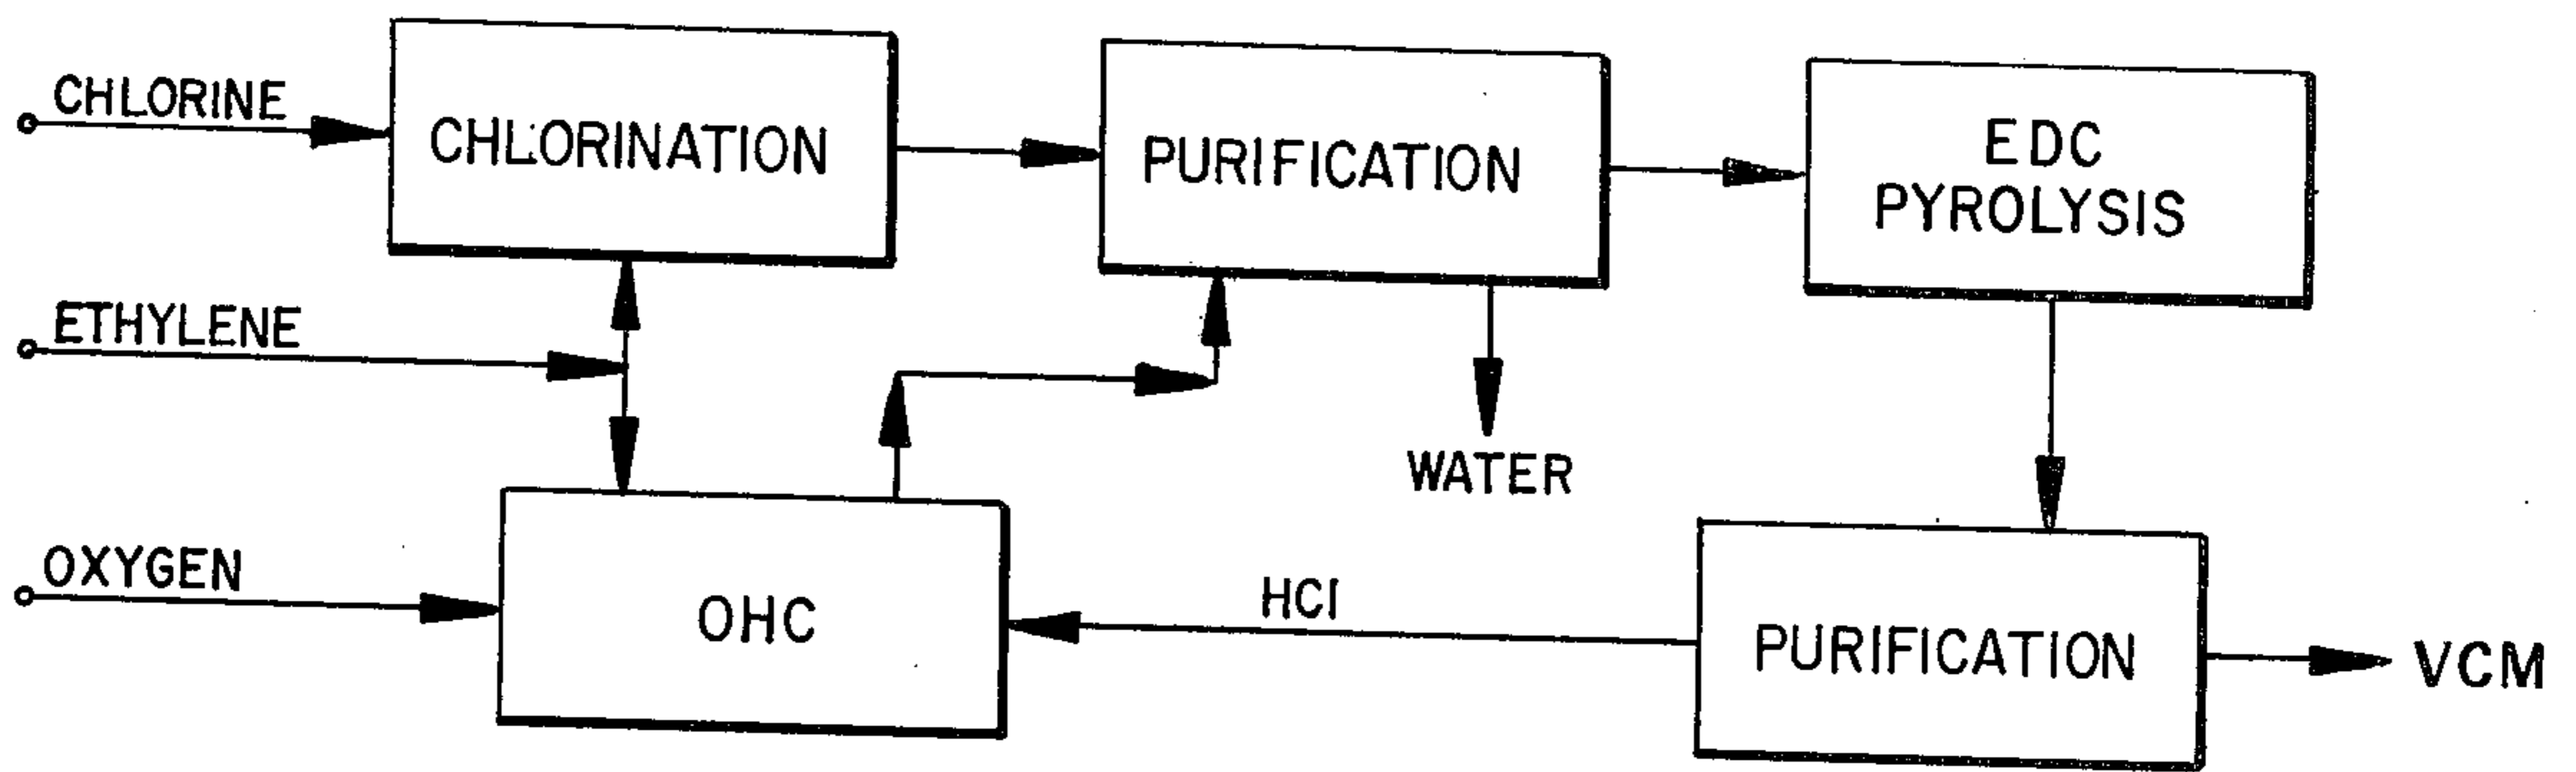 CHLORINE
CHLORINATION
PURIFICATION
EDC
PYROLYSIS
ETHYLENE
WATER
OXYGEN
OHC
HCl
PURIFICATION
VCM